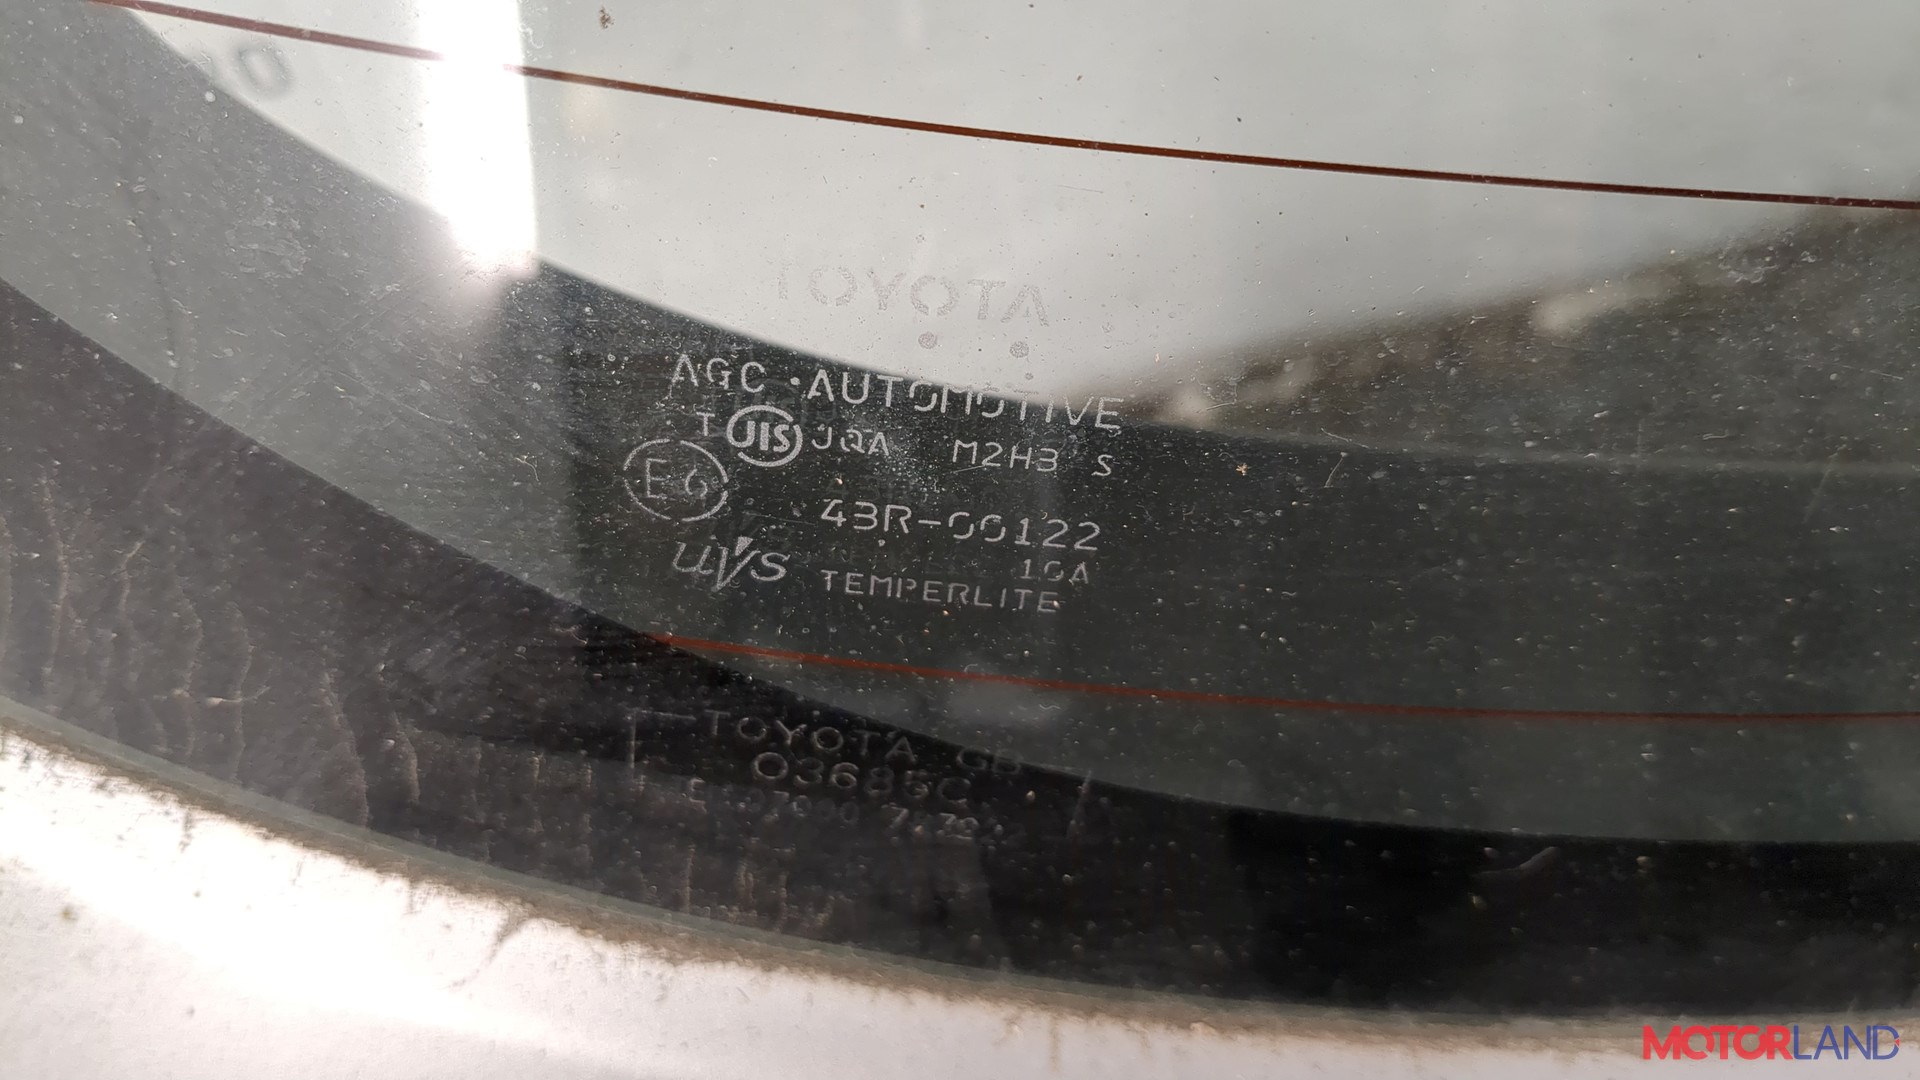 TOYOTA
AGC AUTOMOTIVE
T JIS JQA M2H3 S
E6 43R-00122
10A
UVS TEMPERLITE
TOYOTA GB
03685C
MOTORLAND